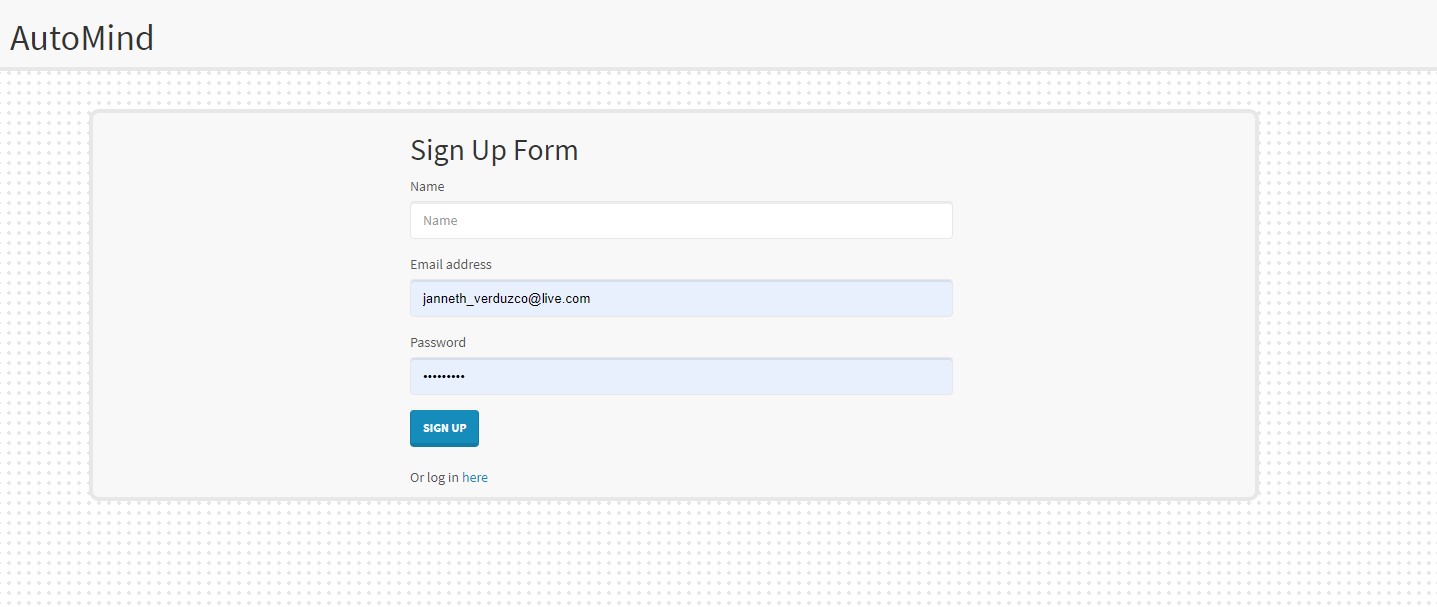 AutoMind
Sign Up Form
Name
Name
Email address
janneth_verduzco@live.com
Password
•••••••••
SIGN UP
Or log in here